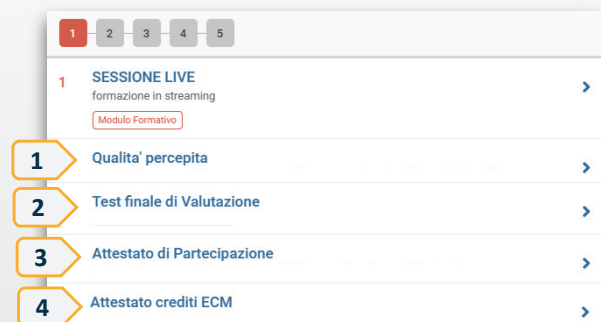 1 2 3 4 5
1 SESSIONE LIVE
formazione in streaming
Modulo Formativo
1 Qualita' percepita
2 Test finale di Valutazione
3 Attestato di Partecipazione
4 Attestato crediti ECM